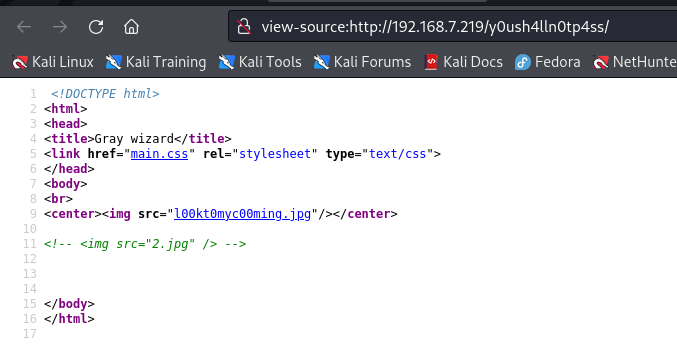 view-source:http://192.168.7.219/y0ush4lln0tp4ss/
Kali Linux Kali Training Kali Tools Kali Forums Kali Docs Fedora NetHunte
1 <!DOCTYPE html>
2 <html>
3 <head>
4 <title>Gray wizard</title>
5 <link href="main.css" rel="stylesheet" type="text/css">
6 </head>
7 <body>
8 <br>
9 <center><img src="l00kt0myc00ming.jpg"/></center>
10
11 <!-- <img src="2.jpg" /> -->
12
13
14
15 </body>
16 </html>
17